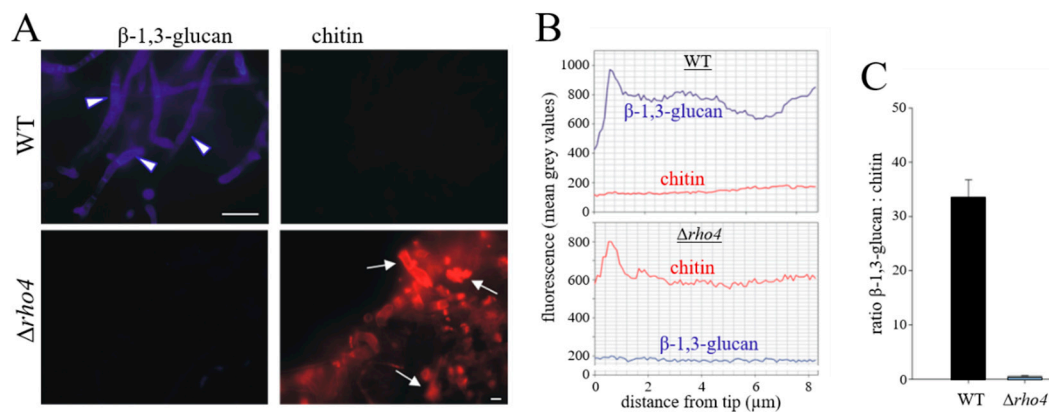 A
β-1,3-glucan
chitin
WT
Δrho4
B
fluorescence (mean grey values)
WT
1000
800
600
400
200
0
β-1,3-glucan
chitin
Δrho4
800
600
400
200
chitin
β-1,3-glucan
0 2 4 6 8
distance from tip (µm)
C
ratio β-1,3-glucan : chitin
50
40
30
20
10
0
WT Δrho4